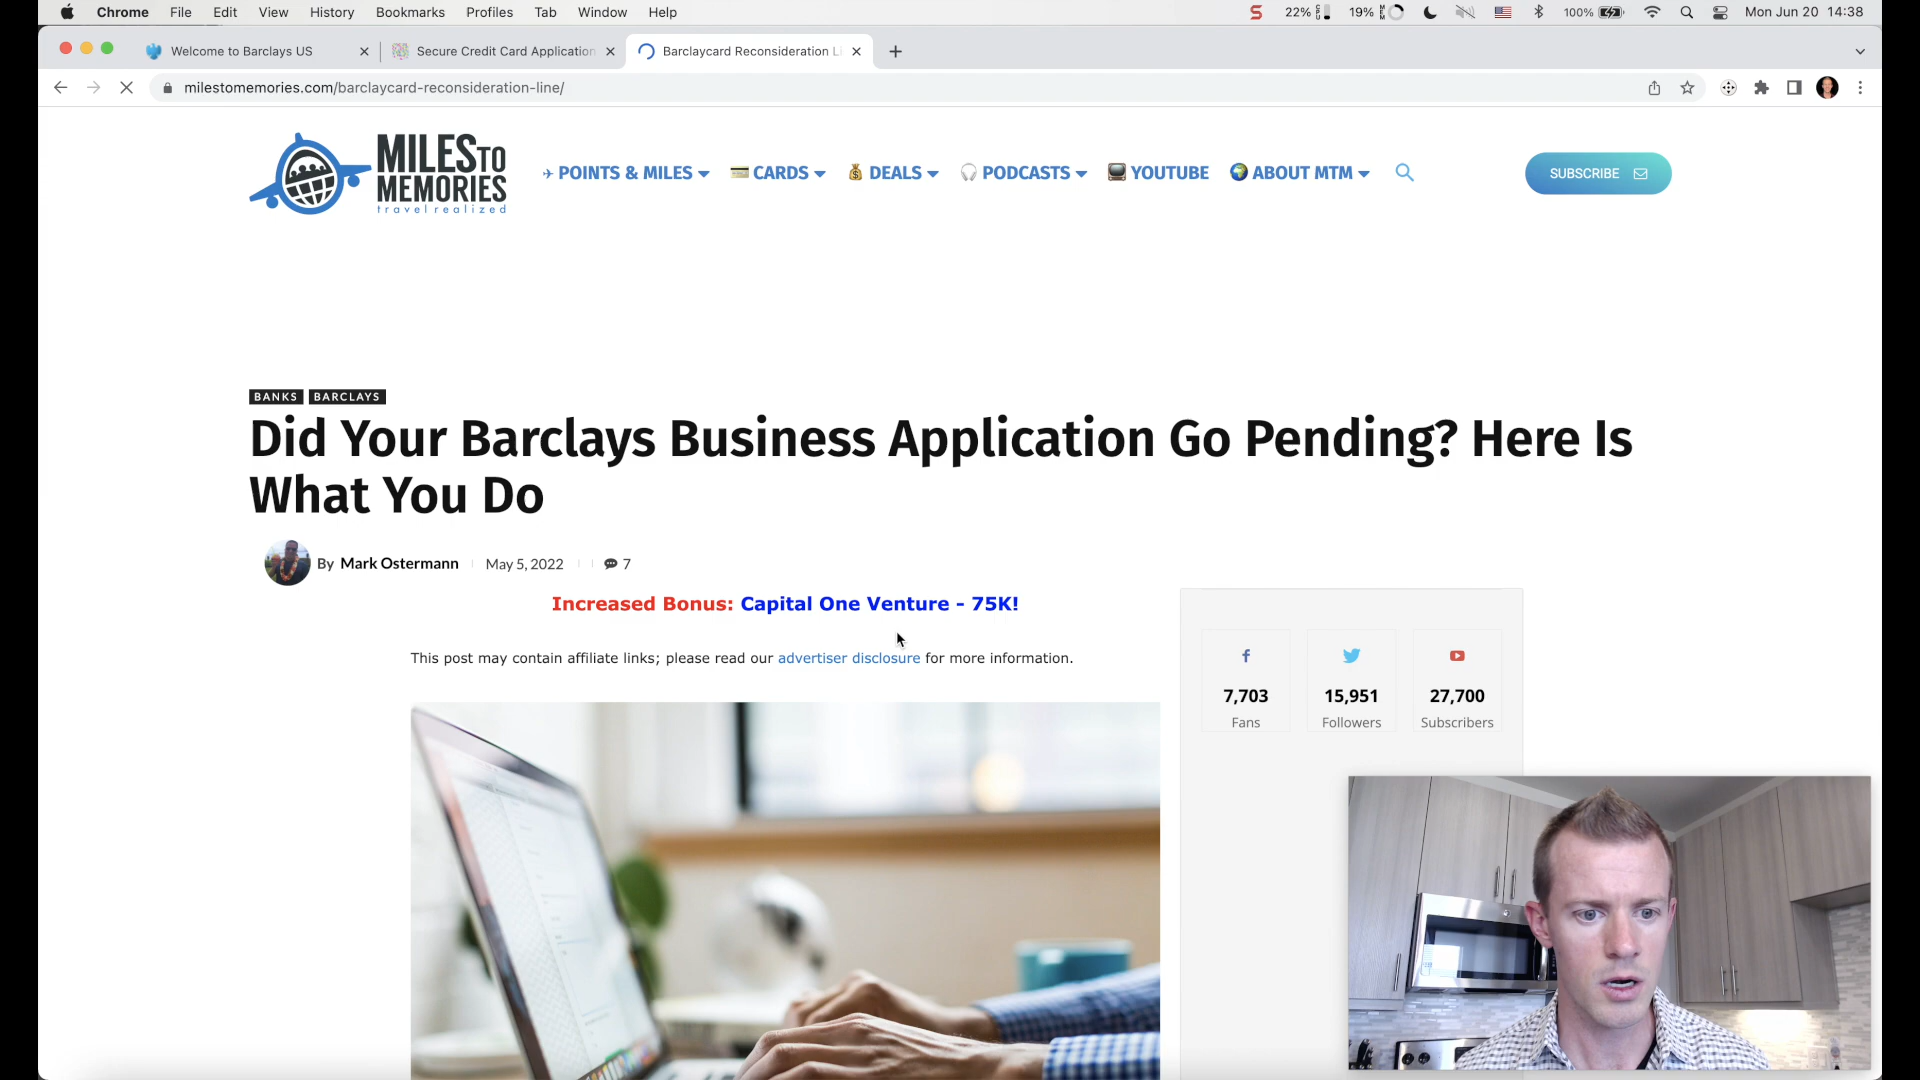 Chrome File Edit View History Bookmarks Profiles Tab Window Help 22% 19% 100% Mon Jun 20 14:38
Welcome to Barclays US Secure Credit Card Application Barclaycard Reconsideration Li
milestomemories.com/barclaycard-reconsideration-line/
MILES TO MEMORIES
travel realized
POINTS & MILES CARDS DEALS PODCASTS YOUTUBE ABOUT MTM SUBSCRIBE
BANKS BARCLAYS
Did Your Barclays Business Application Go Pending? Here Is
What You Do
By Mark Ostermann May 5, 2022 7
Increased Bonus: Capital One Venture - 75K!
This post may contain affiliate links; please read our advertiser disclosure for more information.
7,703 15,951 27,700
Fans Followers Subscribers